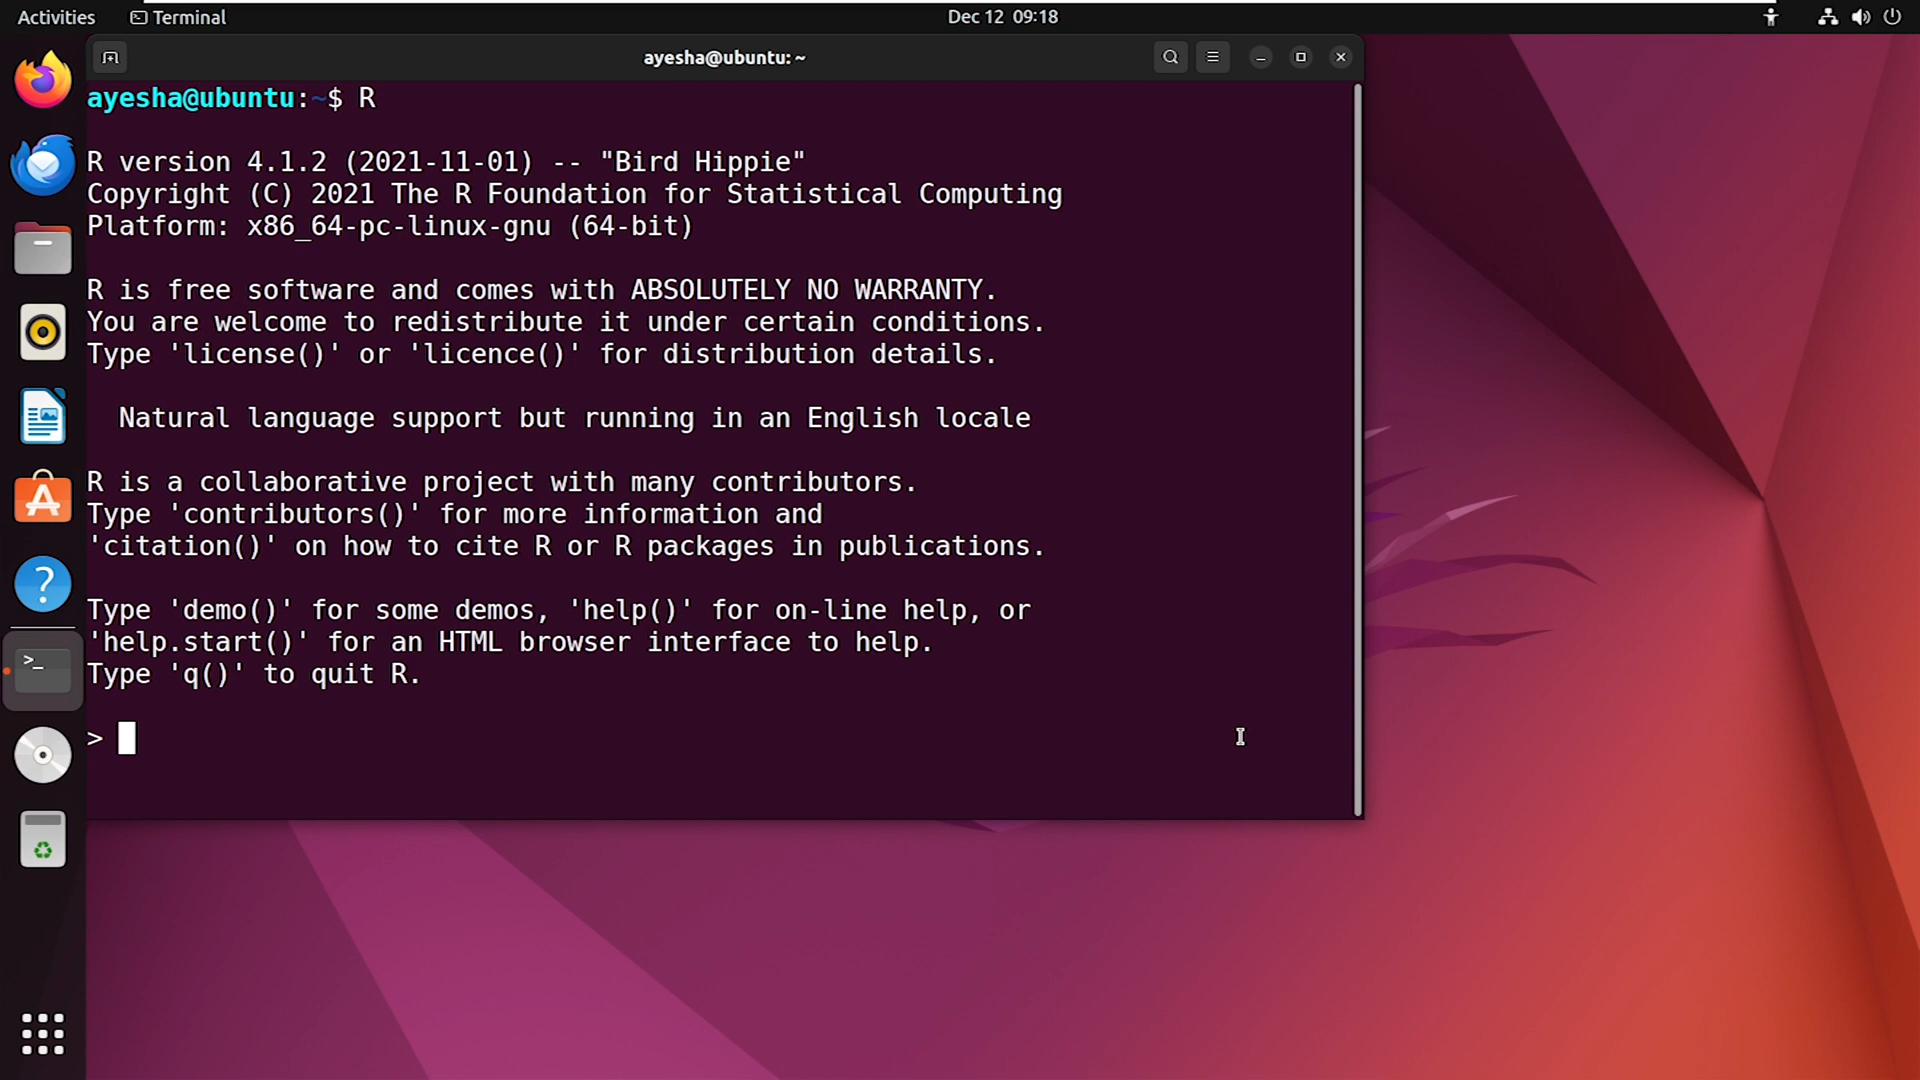 Activities
Terminal
Dec 12 09:18
ayesha@ubuntu: ~
ayesha@ubuntu:~$ R
R version 4.1.2 (2021-11-01) -- "Bird Hippie"
Copyright (C) 2021 The R Foundation for Statistical Computing
Platform: x86_64-pc-linux-gnu (64-bit)
R is free software and comes with ABSOLUTELY NO WARRANTY.
You are welcome to redistribute it under certain conditions.
Type 'license()' or 'licence()' for distribution details.
Natural language support but running in an English locale
R is a collaborative project with many contributors.
Type 'contributors()' for more information and
'citation()' on how to cite R or R packages in publications.
Type 'demo()' for some demos, 'help()' for on-line help, or
'help.start()' for an HTML browser interface to help.
Type 'q()' to quit R.
>